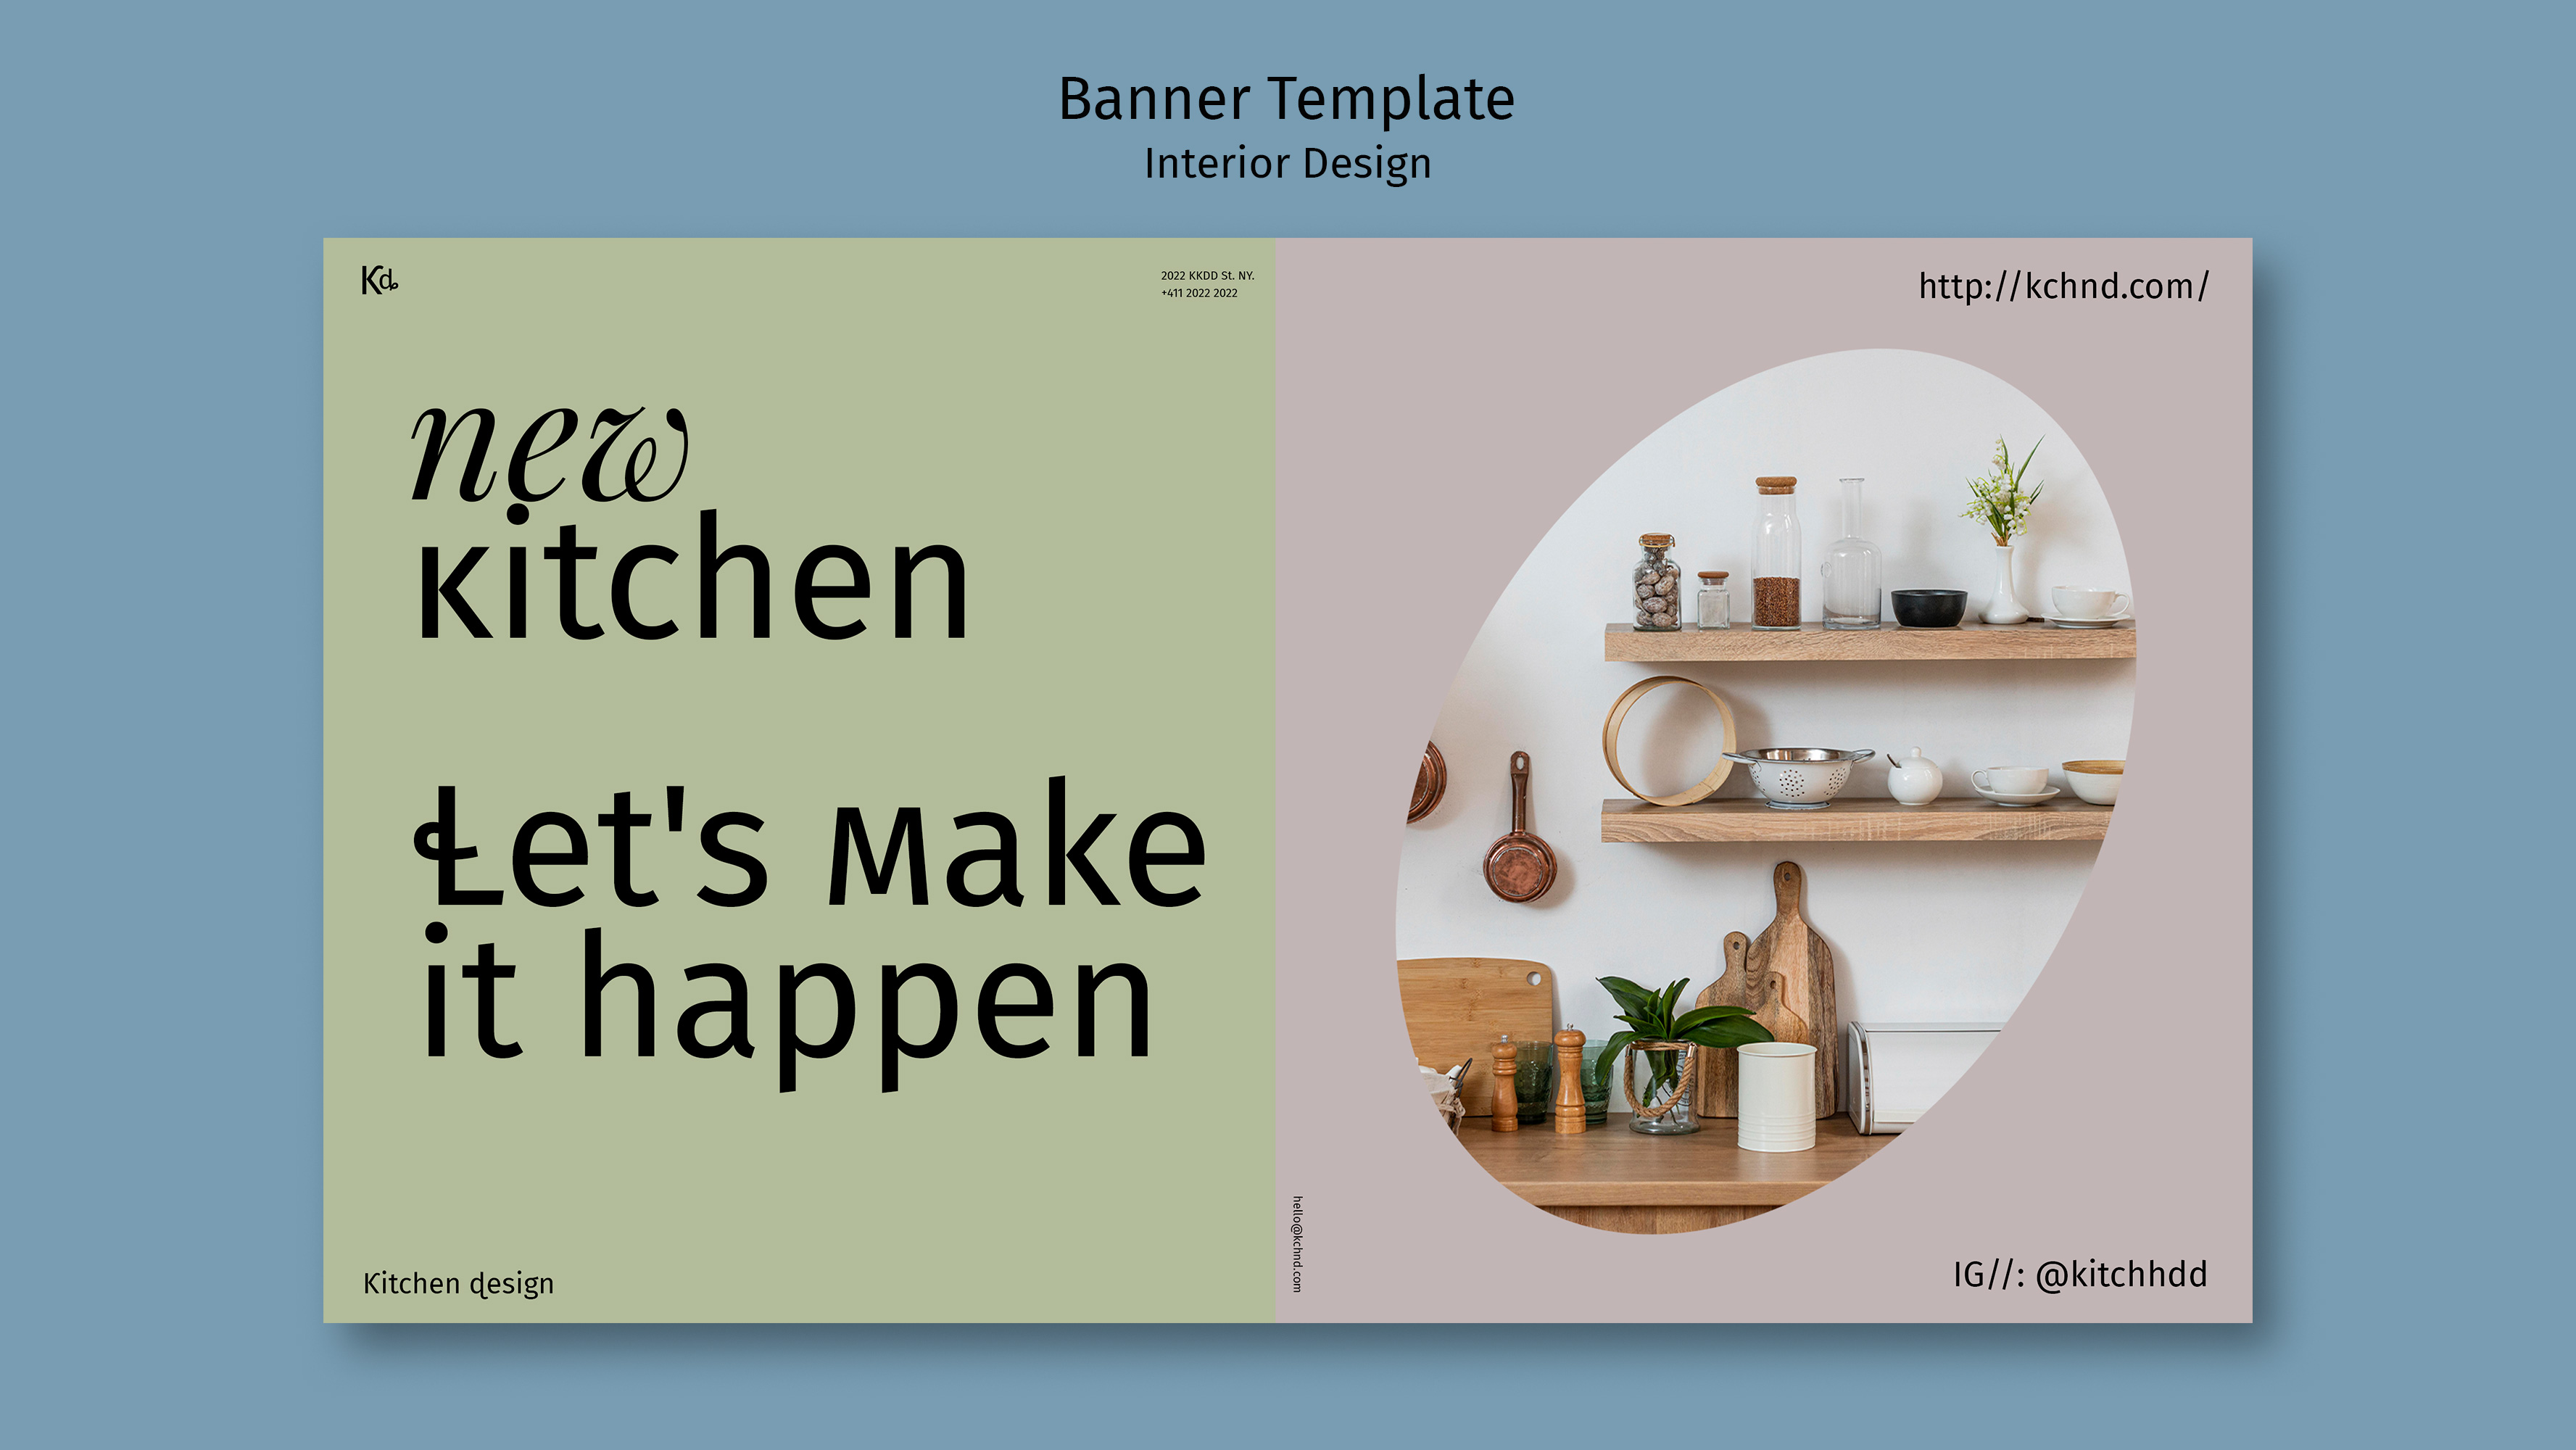 Banner Template
Interior Design
Kd
2022 KKDD St. NY.
+411 2022 2022
http://kchnd.com/
new
kitchen
Let's Make
it happen
hello@kchnd.com
Kitchen design
IG//: @kitchhdd